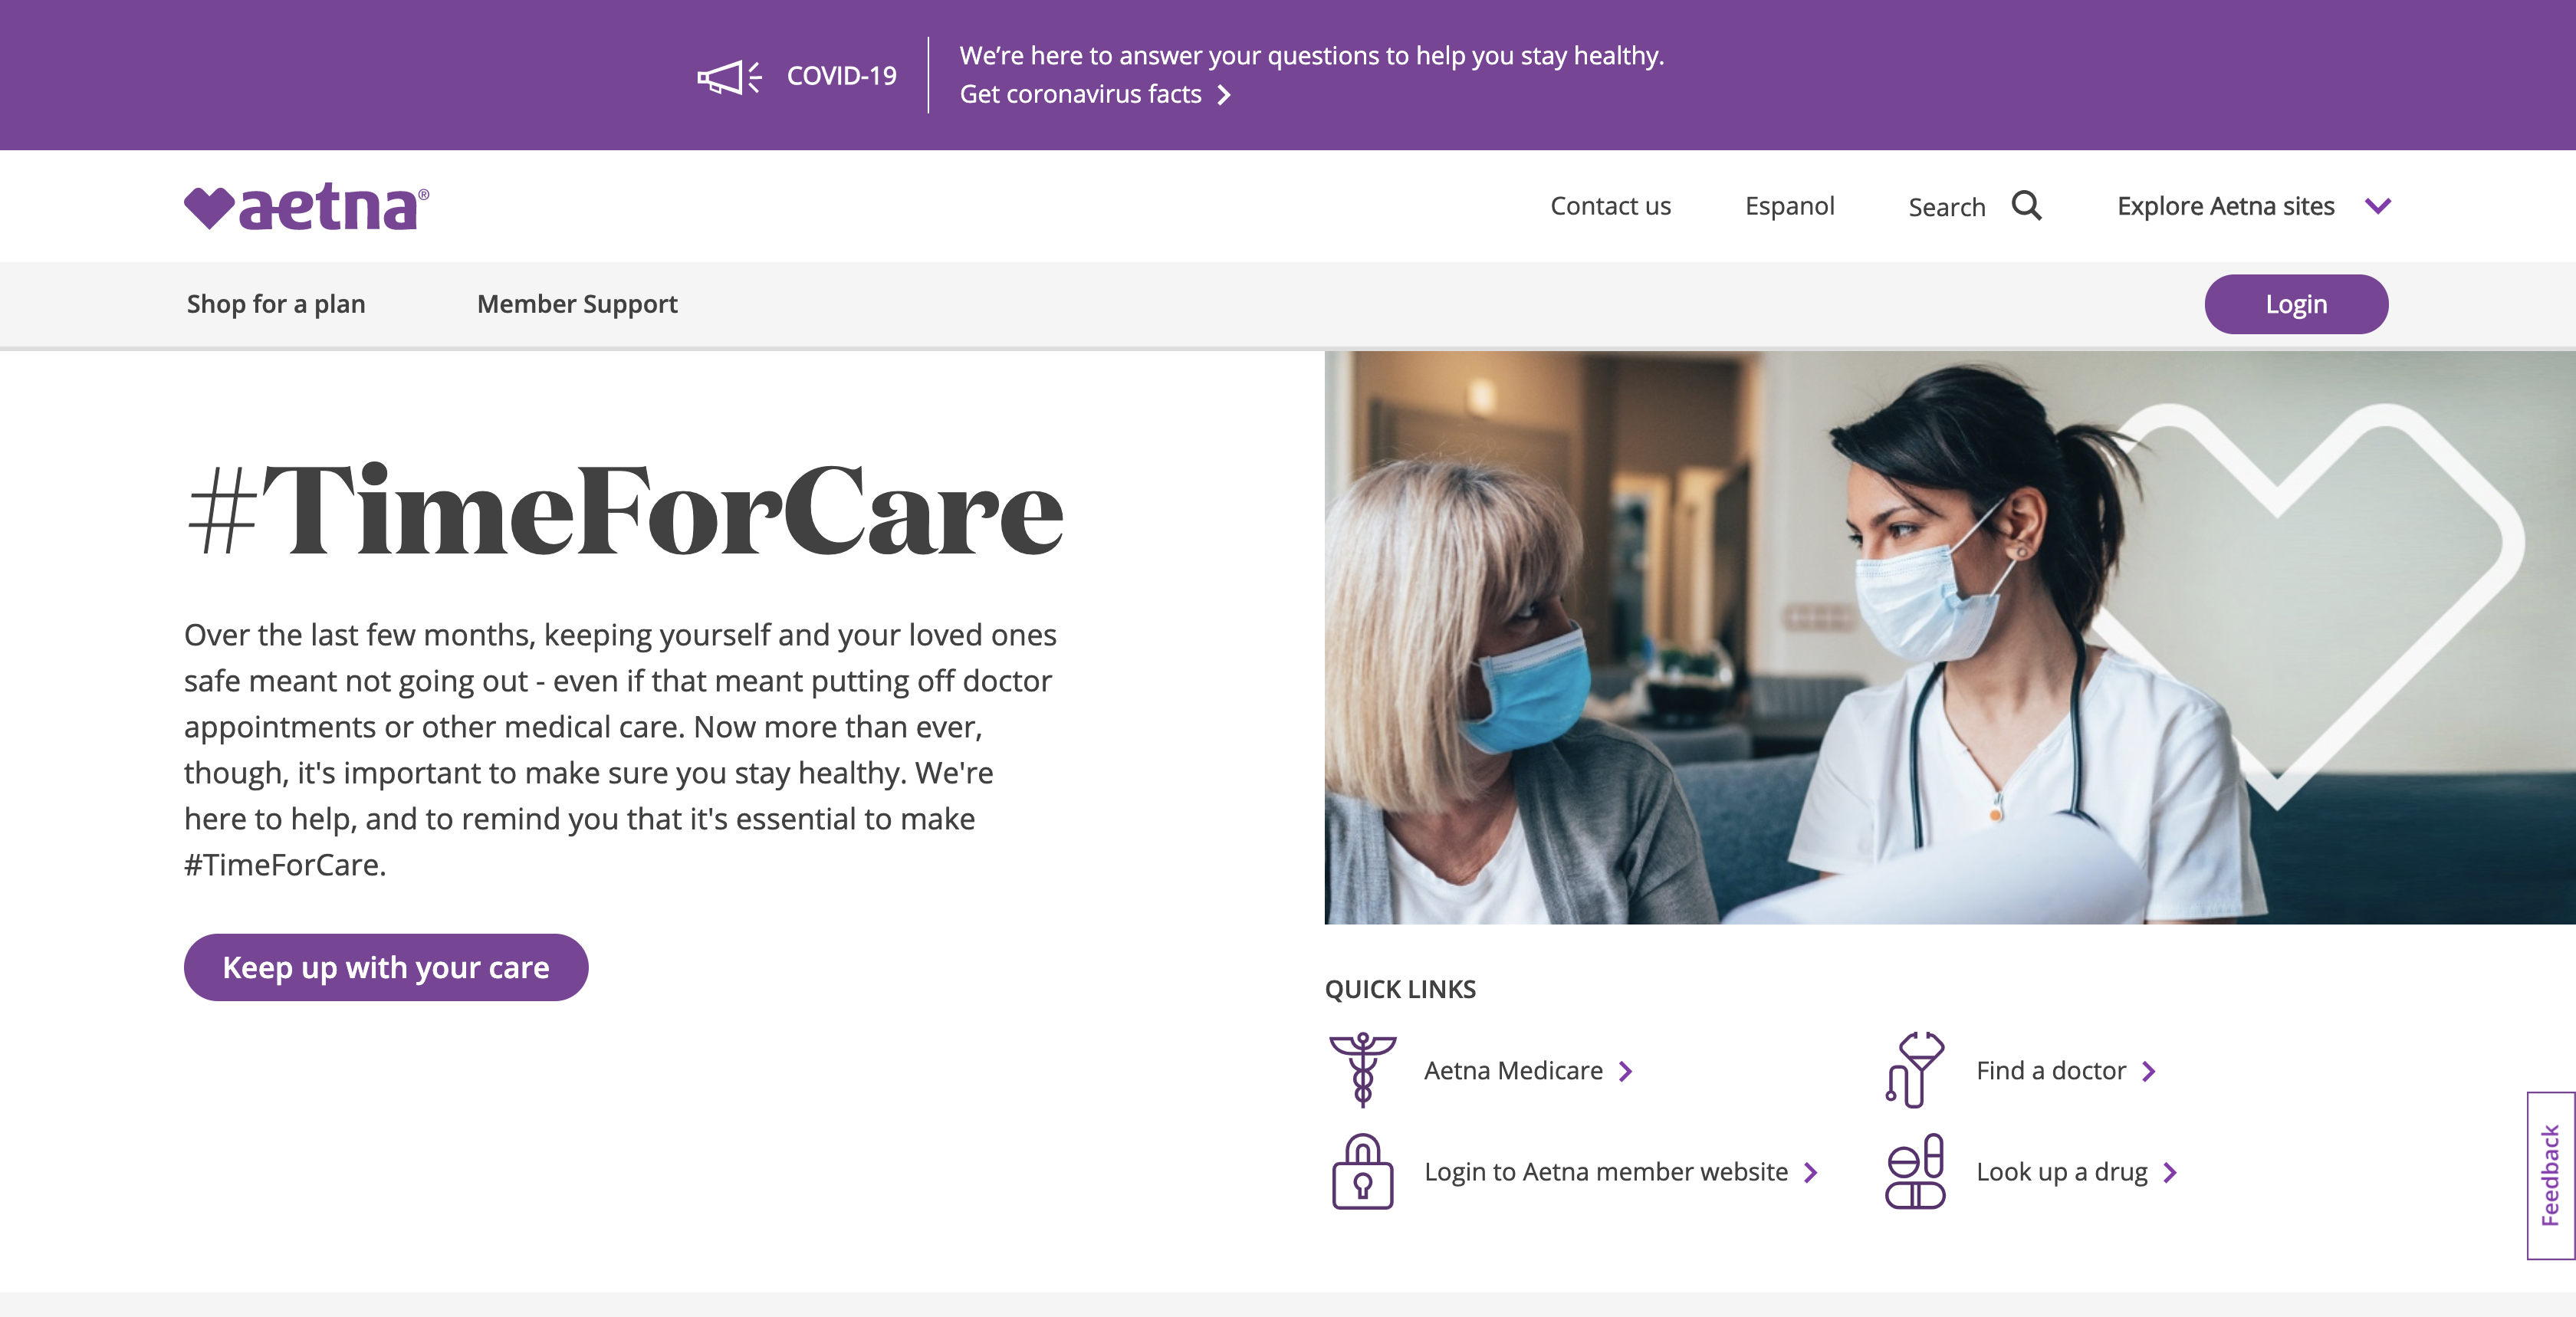 COVID-19
We’re here to answer your questions to help you stay healthy.
Get coronavirus facts
aetna®
Contact us
Espanol
Search
Explore Aetna sites
Shop for a plan
Member Support
Login
#TimeForCare
Over the last few months, keeping yourself and your loved ones
safe meant not going out - even if that meant putting off doctor
appointments or other medical care. Now more than ever,
though, it's important to make sure you stay healthy. We're
here to help, and to remind you that it's essential to make
#TimeForCare.
Keep up with your care
QUICK LINKS
Aetna Medicare
Find a doctor
Login to Aetna member website
Look up a drug
Feedback